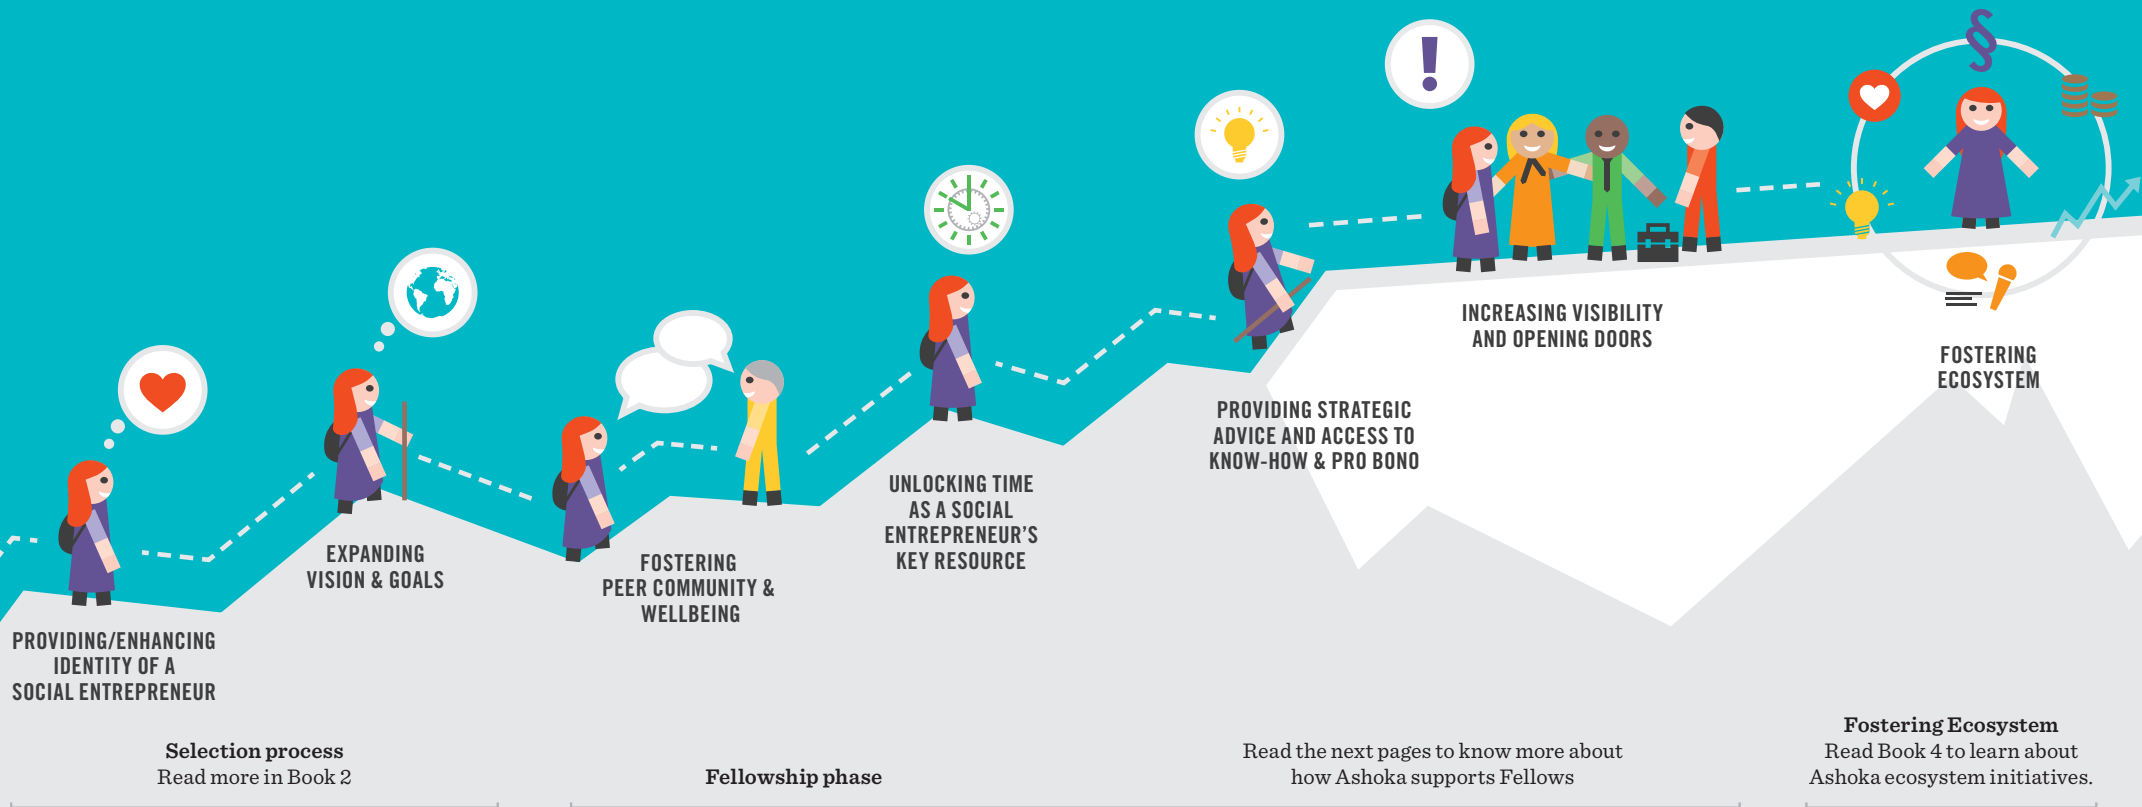 PROVIDING/ENHANCING
IDENTITY OF A
SOCIAL ENTREPRENEUR
EXPANDING
VISION & GOALS
FOSTERING
PEER COMMUNITY &
WELLBEING
UNLOCKING TIME
AS A SOCIAL
ENTREPRENEUR’S
KEY RESOURCE
PROVIDING STRATEGIC
ADVICE AND ACCESS TO
KNOW-HOW & PRO BONO
INCREASING VISIBILITY
AND OPENING DOORS
FOSTERING
ECOSYSTEM
Selection process
Read more in Book 2
Fellowship phase
Read the next pages to know more about
how Ashoka supports Fellows
Fostering Ecosystem
Read Book 4 to learn about
Ashoka ecosystem initiatives.